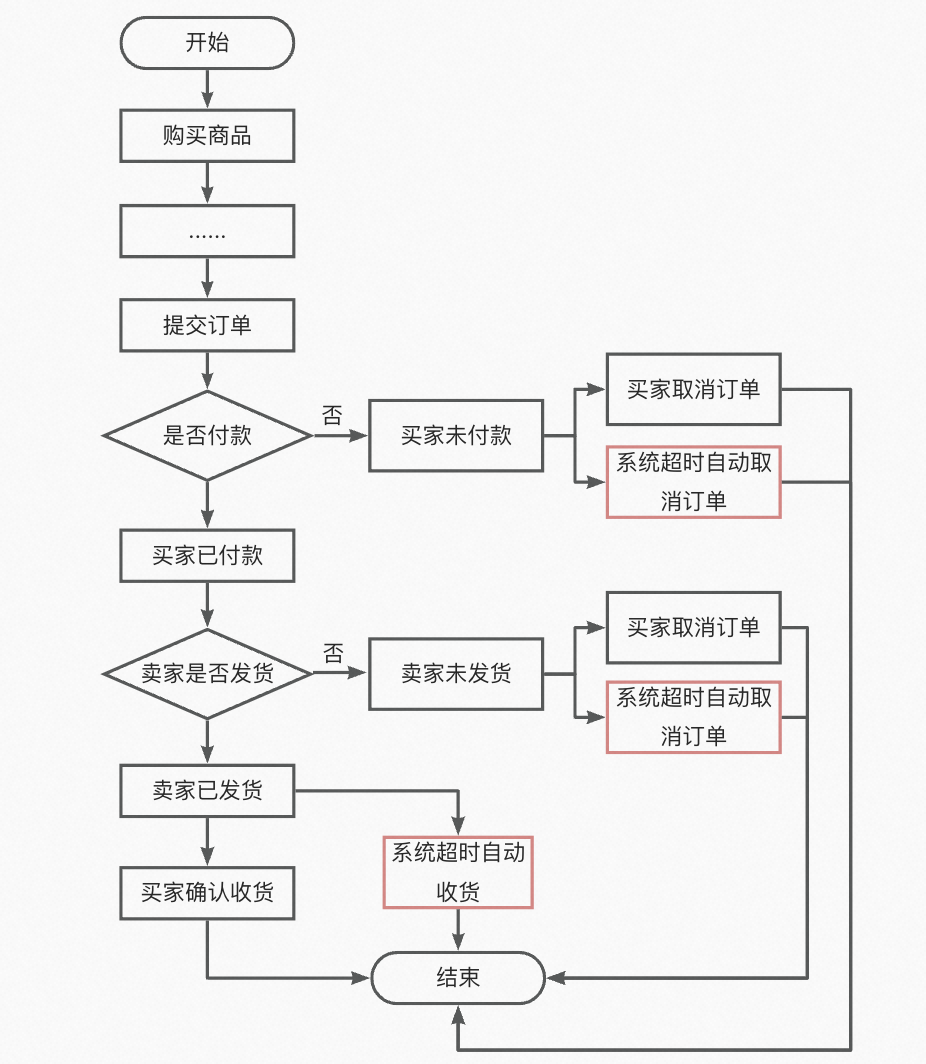 开始
购买商品
......
提交订单
是否付款
否
买家未付款
买家取消订单
系统超时自动取
消订单
买家已付款
卖家是否发货
否
卖家未发货
买家取消订单
系统超时自动取
消订单
卖家已发货
系统超时自动
收货
买家确认收货
结束